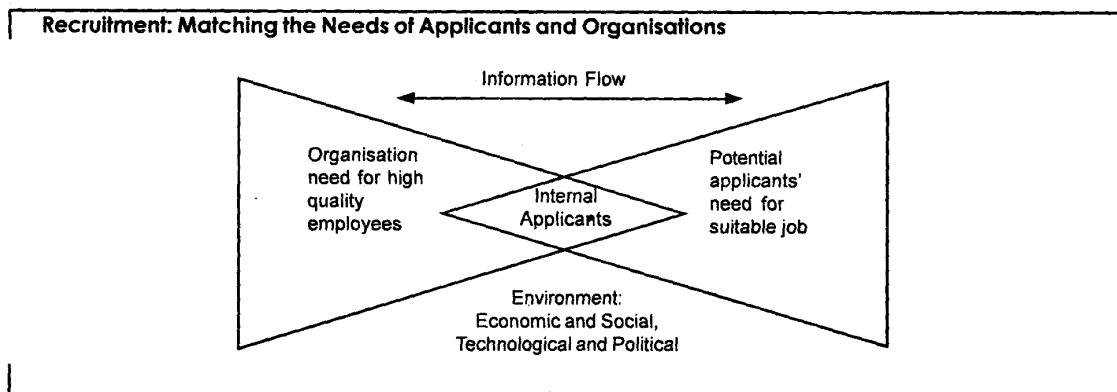 Recruitment: Matching the Needs of Applicants and Organisations
Information Flow
Organisation
need for high
quality
employees
Internal
Applicants
Potential
applicants'
need for
suitable job
Environment:
Economic and Social,
Technological and Political